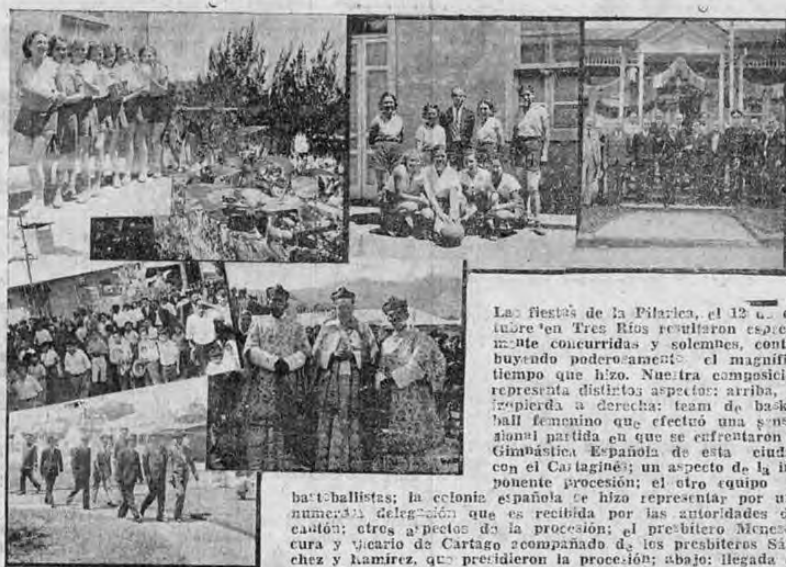 Las fiestas de la Pilarica, el 12 de
tubre en Tres Ríos resultaron espec
mente concurridas y solemnes, cont
buyendo poderosamente el magnífi
tiempo que hizo. Nuestra composici
representa distintos aspectos: arriba,
izquierda a derecha: team de bask
ball femenino que efectuó una sens
sional partida en que se enfrentaron
Gimnástica Española de esta ciud
con el Cartaginés; un aspecto de la i
ponente procesión; el otro equipo
basteballistas; la colonia española se hizo representar por u
numerosa delegación que es recibida por las autoridades d
cantón; otros aspectos de la procesión; el presbítero Menes
cura y vicario de Cartago acompañado de los presbíteros Sá
chez y Ramírez, que presidieron la procesión; abajo: llegada